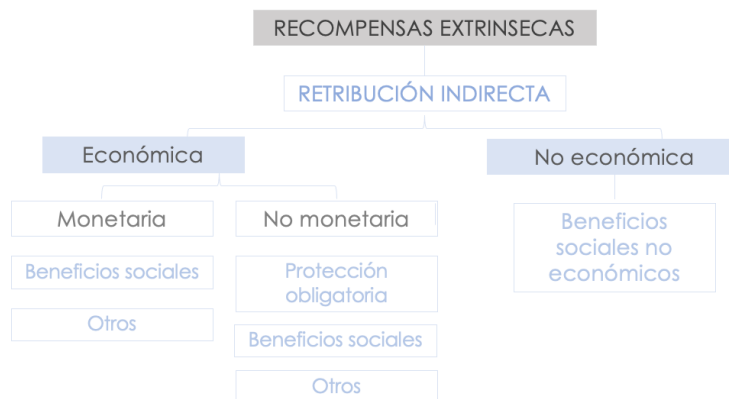 RECOMPENSAS EXTRINSECAS
RETRIBUCIÓN INDIRECTA
Económica
No económica
Monetaria
No monetaria
Beneficios
sociales no
económicos
Beneficios sociales
Protección
obligatoria
Otros
Beneficios sociales
Otros